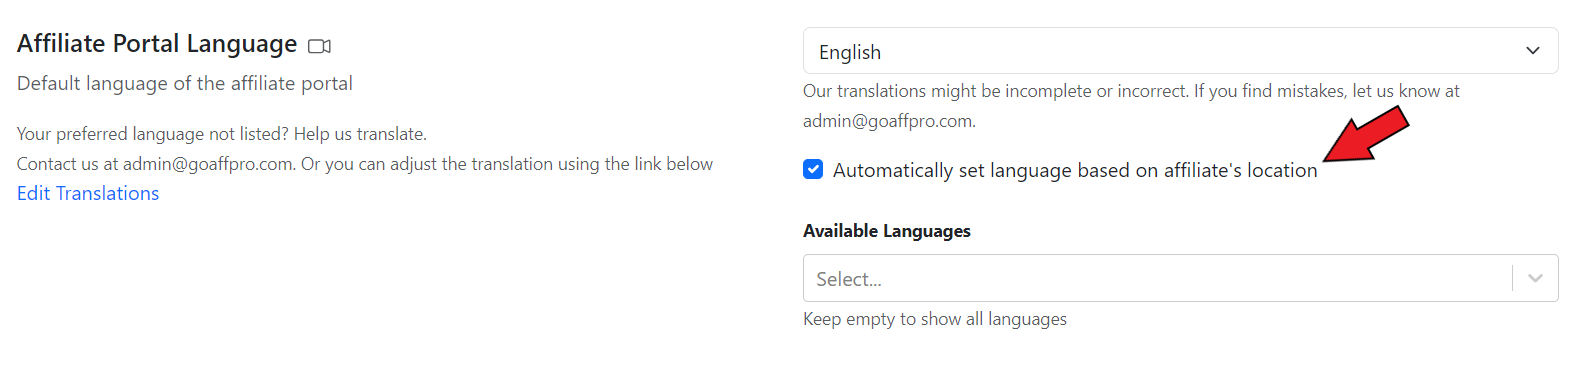 Affiliate Portal Language
Default language of the affiliate portal
Your preferred language not listed? Help us translate.
Contact us at admin@goaffpro.com. Or you can adjust the translation using the link below
Edit Translations
English
Our translations might be incomplete or incorrect. If you find mistakes, let us know at
admin@goaffpro.com.
Automatically set language based on affiliate's location
Available Languages
Select...
Keep empty to show all languages